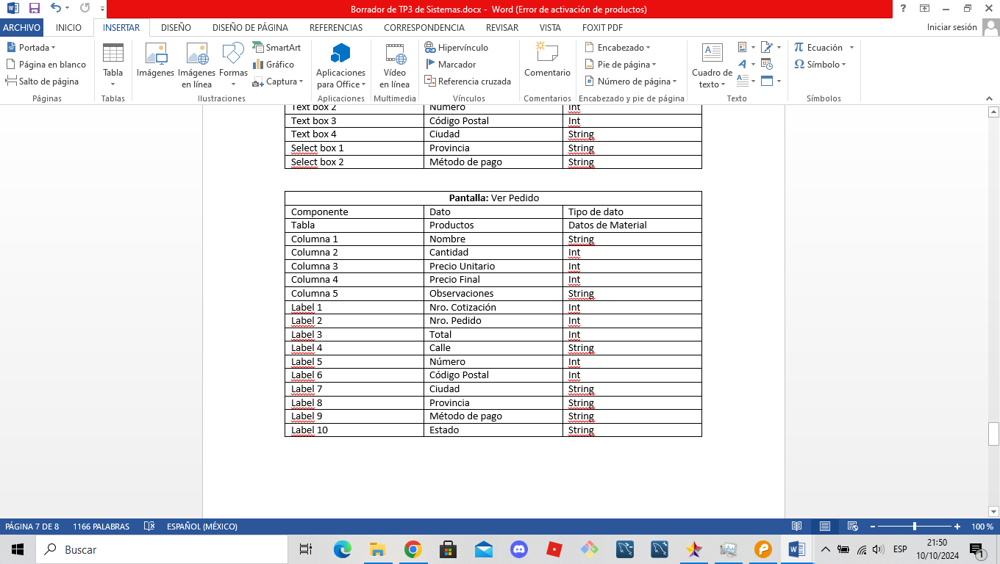 Borrador de TP3 de Sistemas.docx - Word (Error de activación de productos)
ARCHIVO INICIO INSERTAR DISEÑO DISEÑO DE PÁGINA REFERENCIAS CORRESPONDENCIA REVISAR VISTA FOXIT PDF Iniciar sesión
Portada
Página en blanco
Salto de página
Páginas
Tabla
Tablas
Imágenes
Imágenes en línea
Formas
SmartArt
Gráfico
Captura
Ilustraciones
Aplicaciones para Office
Aplicaciones
Vídeo en línea
Multimedia
Hipervínculo
Marcador
Referencia cruzada
Vínculos
Comentario
Comentarios
Encabezado
Pie de página
Número de página
Encabezado y pie de página
Cuadro de texto
Texto
Ecuación
Símbolo
Símbolos
Text box 2 Número Int
Text box 3 Código Postal Int
Text box 4 Ciudad String
Select box 1 Provincia String
Select box 2 Método de pago String
Pantalla: Ver Pedido
Componente Dato Tipo de dato
Tabla Productos Datos de Material
Columna 1 Nombre String
Columna 2 Cantidad Int
Columna 3 Precio Unitario Int
Columna 4 Precio Final Int
Columna 5 Observaciones String
Label 1 Nro. Cotización Int
Label 2 Nro. Pedido Int
Label 3 Total Int
Label 4 Calle String
Label 5 Número Int
Label 6 Código Postal Int
Label 7 Ciudad String
Label 8 Provincia String
Label 9 Método de pago String
Label 10 Estado String
PÁGINA 7 DE 8 1166 PALABRAS ESPAÑOL (MÉXICO) 100 %
Buscar
ESP
21:50
10/10/2024
1